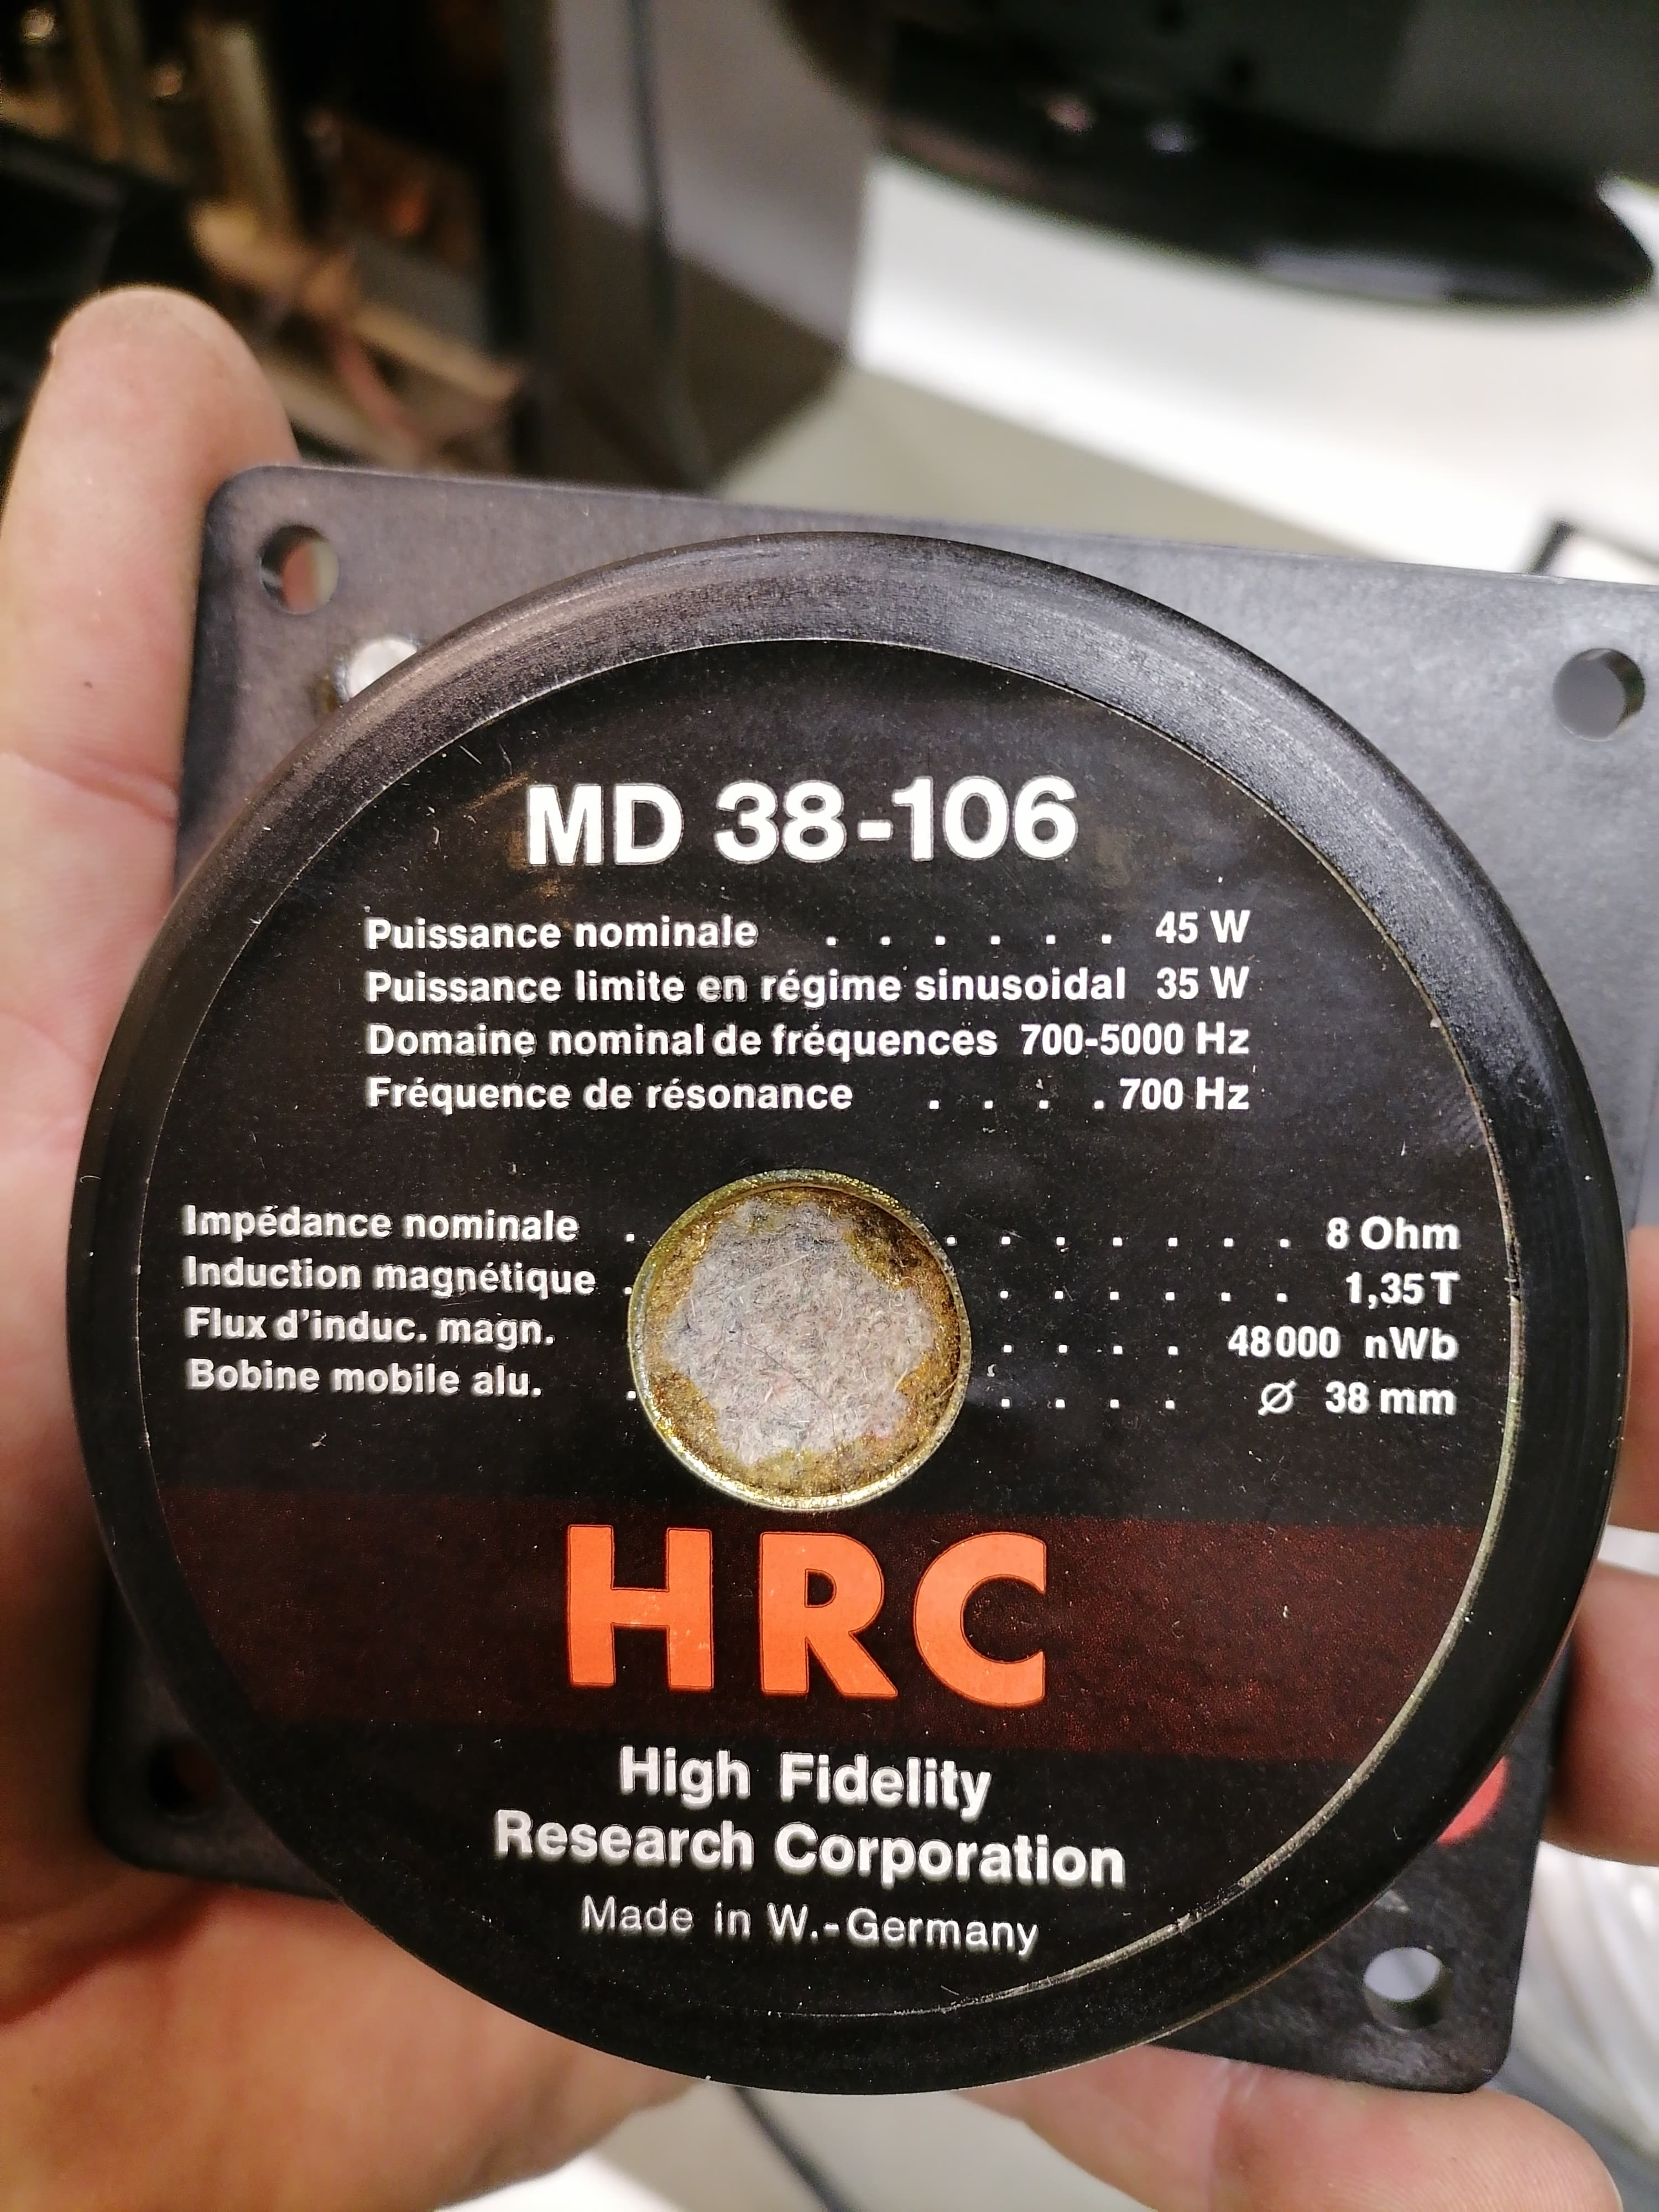 MD 38-106
Puissance nominale . . . . . . 45 W
Puissance limite en régime sinusoidal 35 W
Domaine nominal de fréquences 700-5000 Hz
Fréquence de résonance . . . . 700 Hz
Impédance nominale . . . . . . . . 8 Ohm
Induction magnétique . . . . . . . 1,35 T
Flux d'induc. magn. . . . . 48000 nWb
Bobine mobile alu. . . . . . Ø 38 mm
HRC
High Fidelity
Research Corporation
Made in W.-Germany